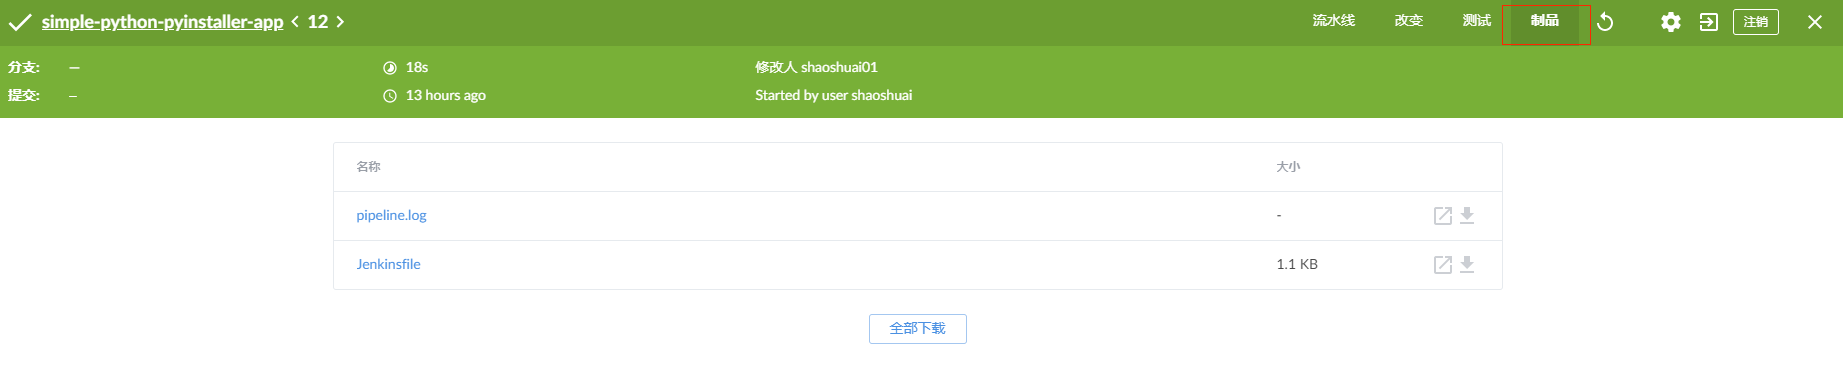 simple-python-pyinstaller-app < 12 > 流水线 改变 测试 制品 注销
分支: — 18s 修改人 shaoshuai01
提交: – 13 hours ago Started by user shaoshuai
名称 大小
pipeline.log -
Jenkinsfile 1.1 KB
全部下载